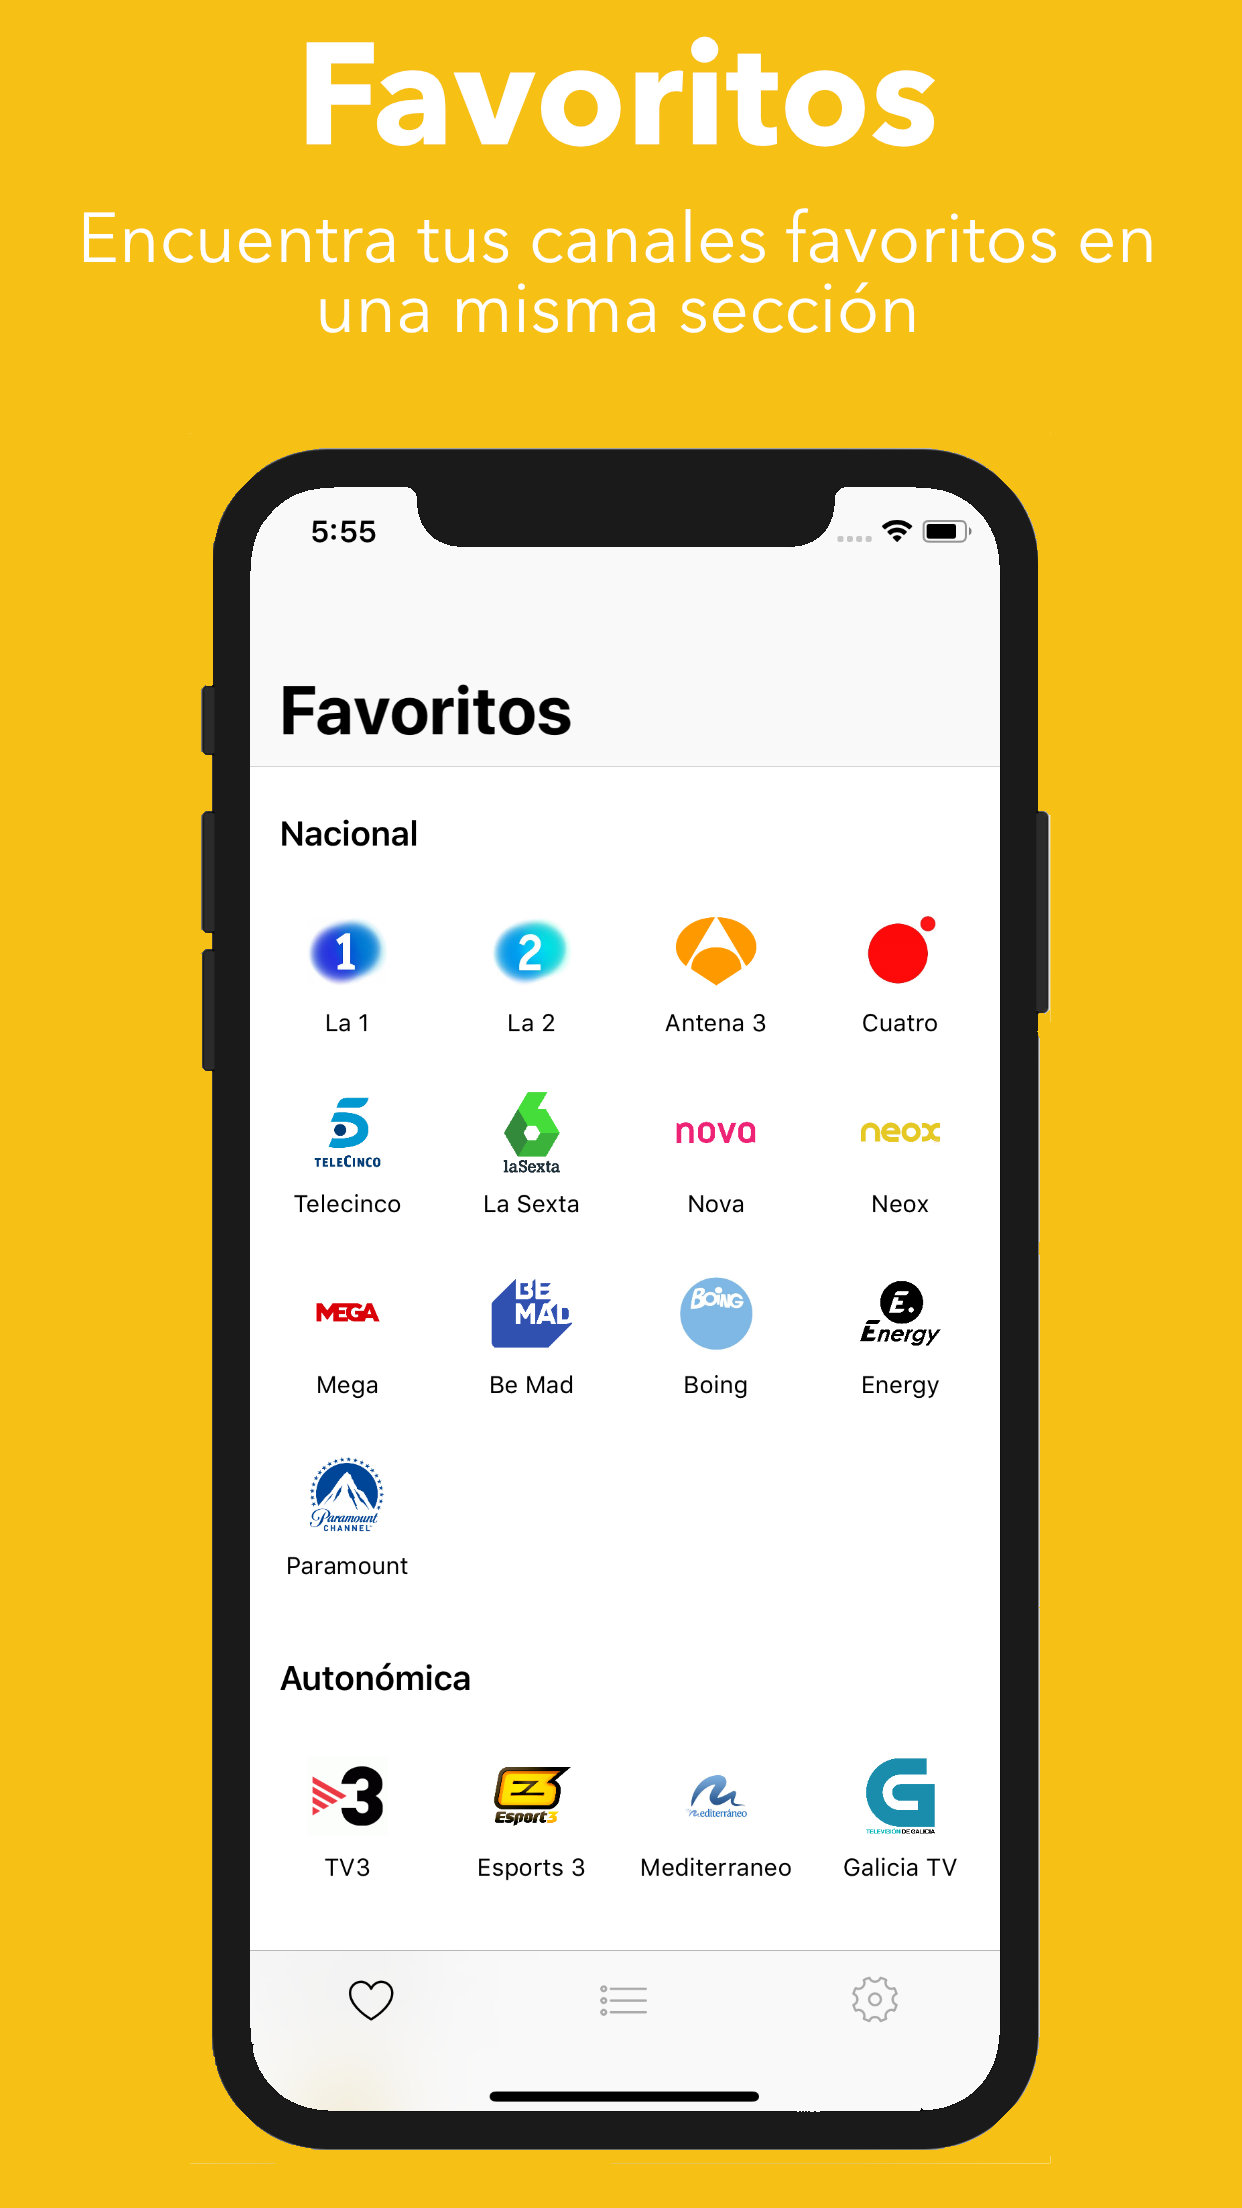 Favoritos
Encuentra tus canales favoritos en
una misma sección
5:55
Favoritos
Nacional
1 2
La 1 La 2 Antena 3 Cuatro
TELECINCO laSexta nova neox
Telecinco La Sexta Nova Neox
MEGA BE MAD BOING E. Energy
Mega Be Mad Boing Energy
Paramount CHANNEL
Paramount
Autonómica
3 E3 Esport3 Mediterráneo G TELEVISIÓN DE GALICIA
TV3 Esports 3 Mediterraneo Galicia TV